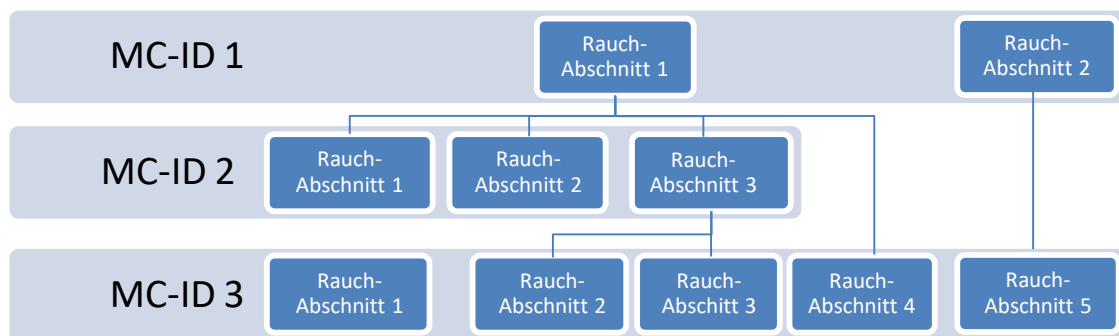 MC-ID 1
Rauch-
Abschnitt 1
Rauch-
Abschnitt 2
MC-ID 2
Rauch-
Abschnitt 1
Rauch-
Abschnitt 2
Rauch-
Abschnitt 3
MC-ID 3
Rauch-
Abschnitt 1
Rauch-
Abschnitt 2
Rauch-
Abschitt 3
Rauch-
Abschnitt 4
Rauch-
Abschnitt 5